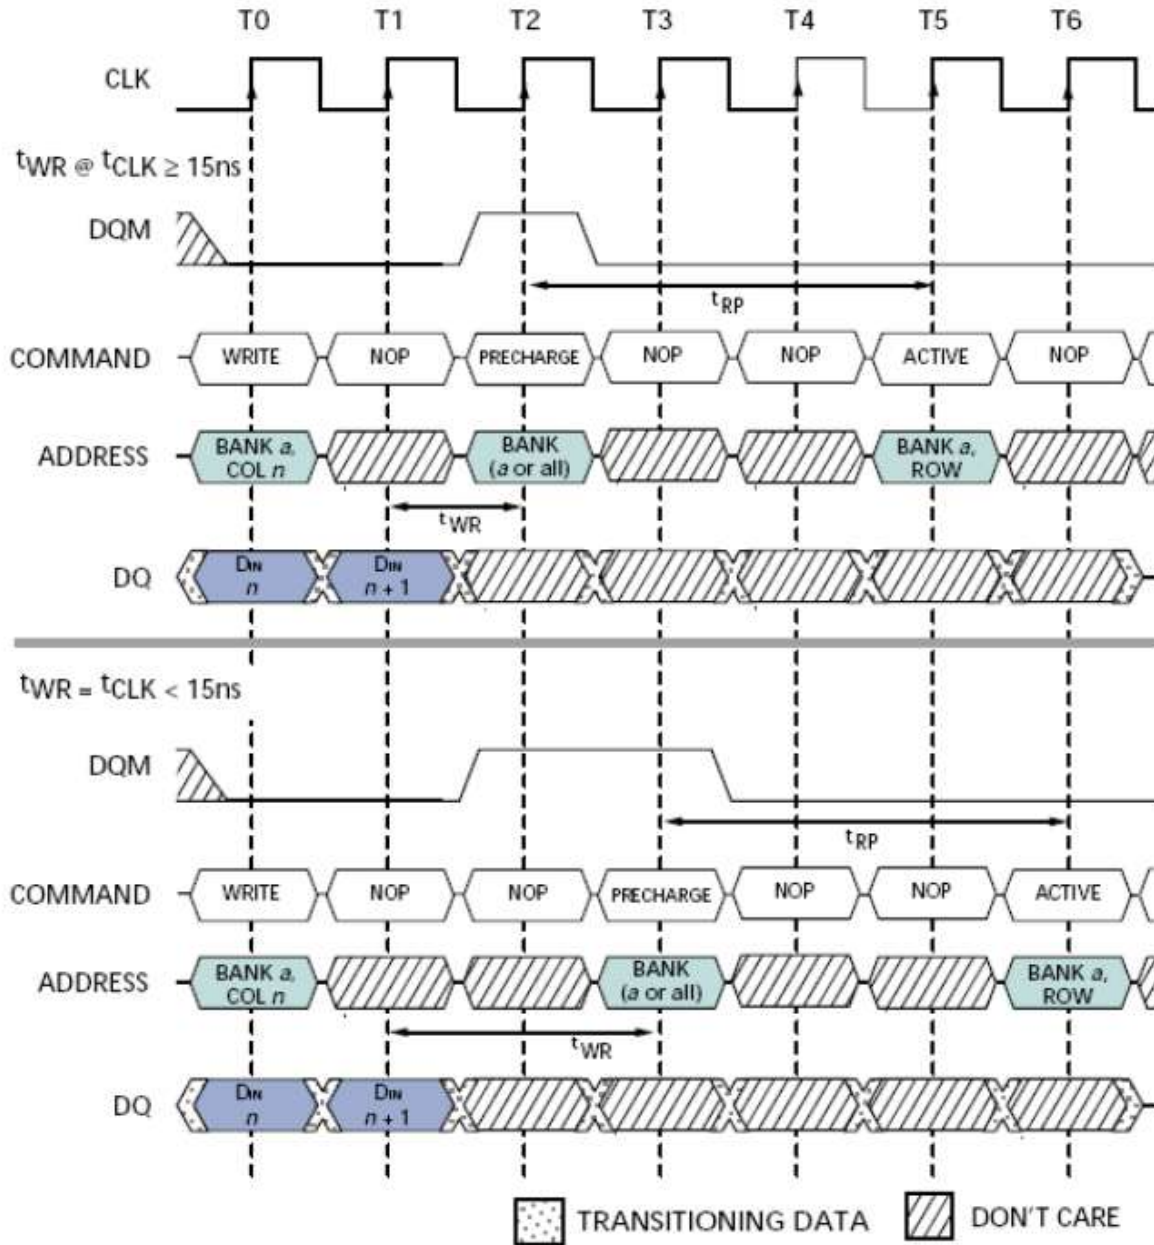 T0 T1 T2 T3 T4 T5 T6
CLK
tWR @ tCLK ≥ 15ns
DQM
tRP
COMMAND WRITE NOP PRECHARGE NOP NOP ACTIVE NOP
ADDRESS BANK a, COL n BANK (a or all) BANK a, ROW
tWR
DQ DIN n DIN n + 1
tWR = tCLK < 15ns
DQM
tRP
COMMAND WRITE NOP NOP PRECHARGE NOP NOP ACTIVE
ADDRESS BANK a, COL n BANK (a or all) BANK a, ROW
tWR
DQ DIN n DIN n + 1
TRANSITIONING DATA DON'T CARE